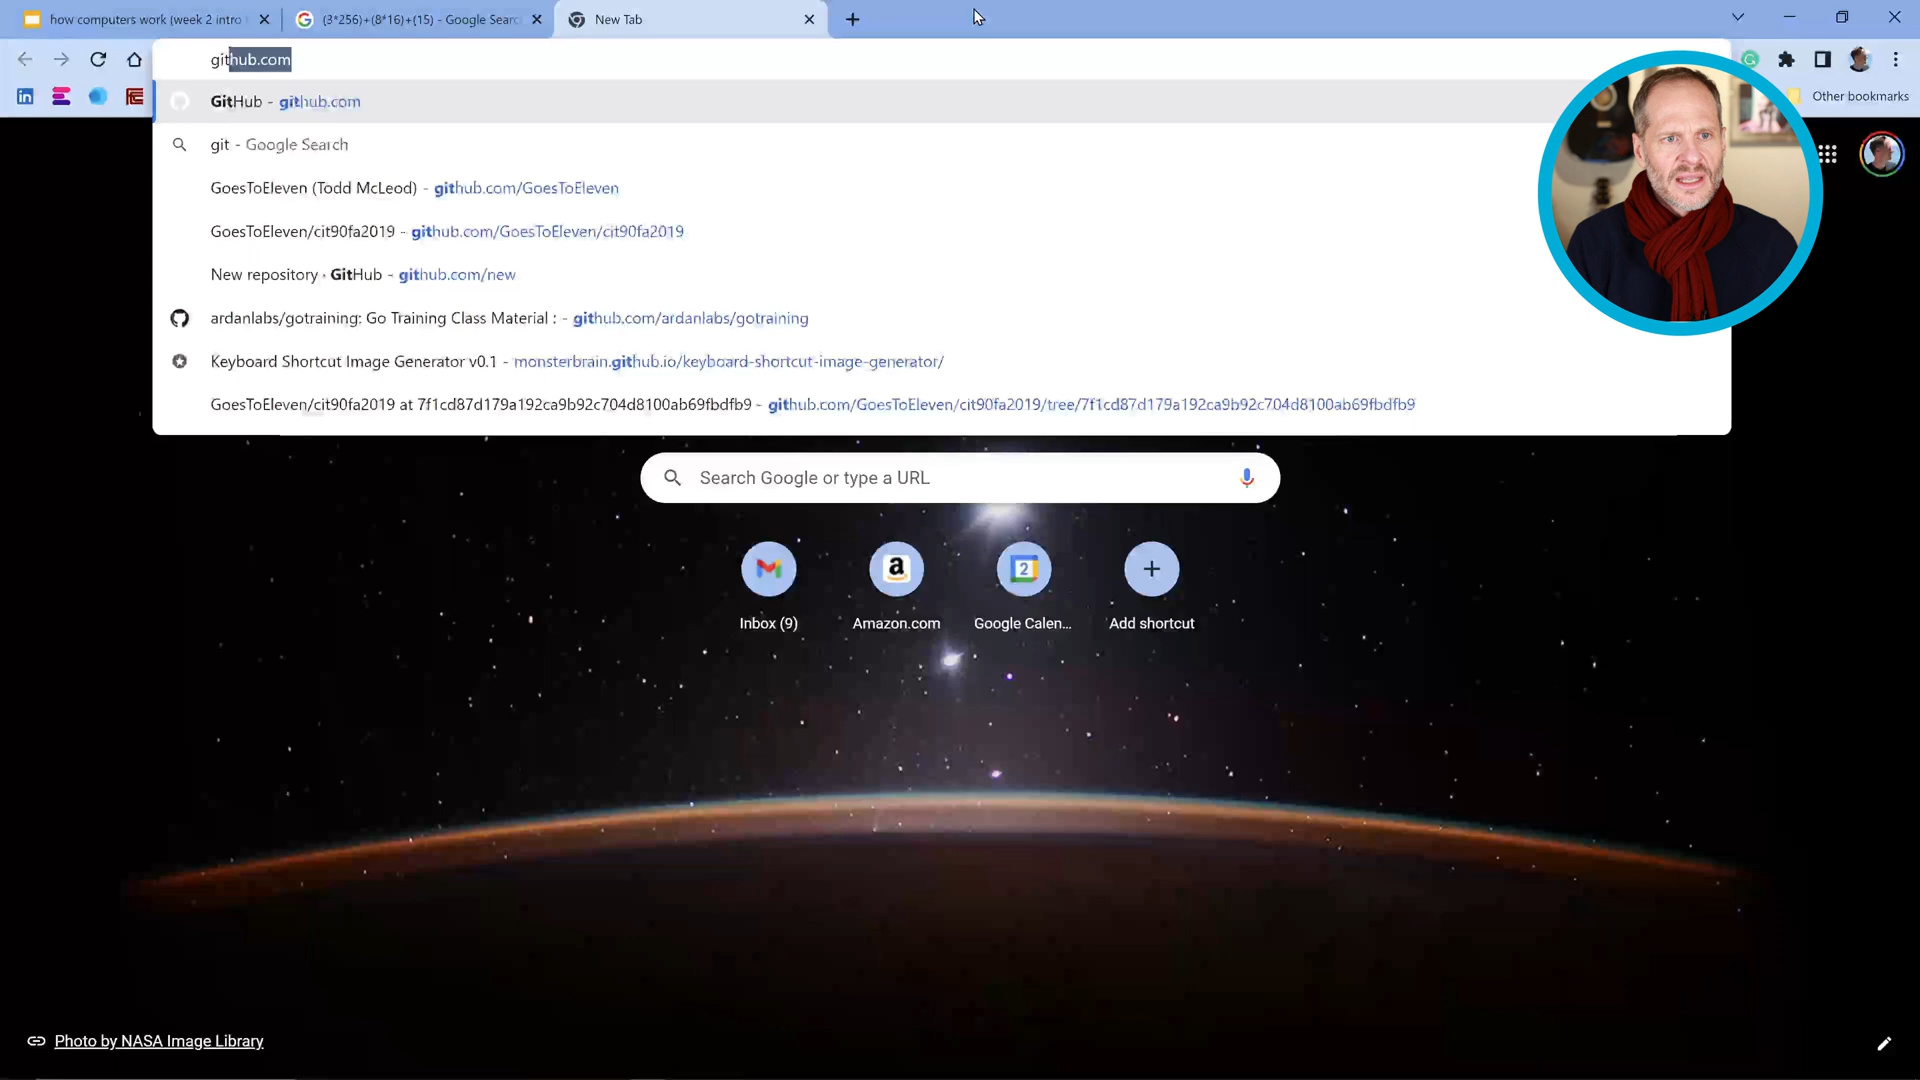 how computers work (week 2 intro
(3*256)+(8*16)+(15) - Google Searc
New Tab
github.com
Other bookmarks
GitHub - github.com
git - Google Search
GoesToEleven (Todd McLeod) - github.com/GoesToEleven
GoesToEleven/cit90fa2019 - github.com/GoesToEleven/cit90fa2019
New repository · GitHub - github.com/new
ardanlabs/gotraining: Go Training Class Material : - github.com/ardanlabs/gotraining
Keyboard Shortcut Image Generator v0.1 - monsterbrain.github.io/keyboard-shortcut-image-generator/
GoesToEleven/cit90fa2019 at 7f1cd87d179a192ca9b92c704d8100ab69fbdfb9 - github.com/GoesToEleven/cit90fa2019/tree/7f1cd87d179a192ca9b92c704d8100ab69fbdfb9
Search Google or type a URL
Inbox (9)
Amazon.com
Google Calen...
Add shortcut
Photo by NASA Image Library